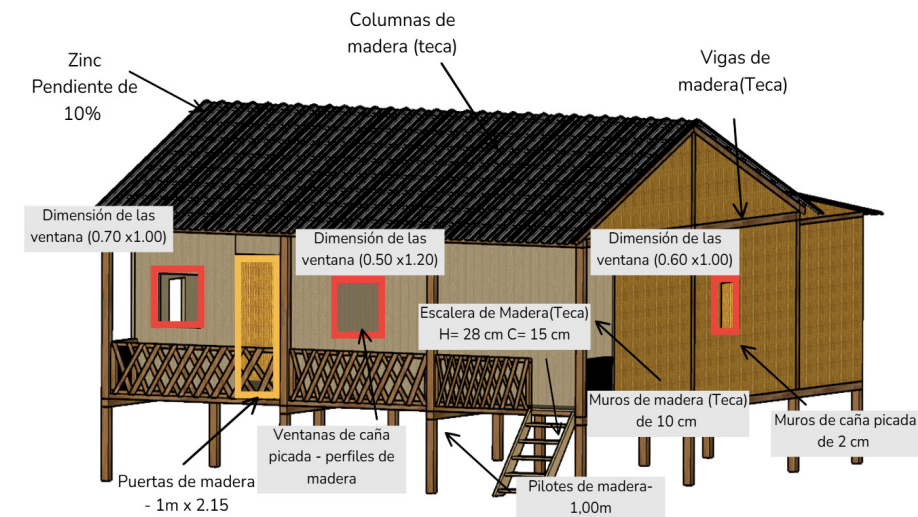 Columnas de
madera (teca)
Zinc
Pendiente de
10%
Vigas de
madera(Teca)
Dimensión de las
ventana (0.70 x1.00)
Dimensión de las
ventana (0.50 x1.20)
Dimensión de las
ventana (0.60 x1.00)
Escalera de Madera(Teca)
H= 28 cm C= 15 cm
Muros de madera (Teca)
de 10 cm
Muros de caña picada
de 2 cm
Ventanas de caña
picada - perfiles de
madera
Puertas de madera
- 1m x 2.15
Pilotes de madera-
1,00m